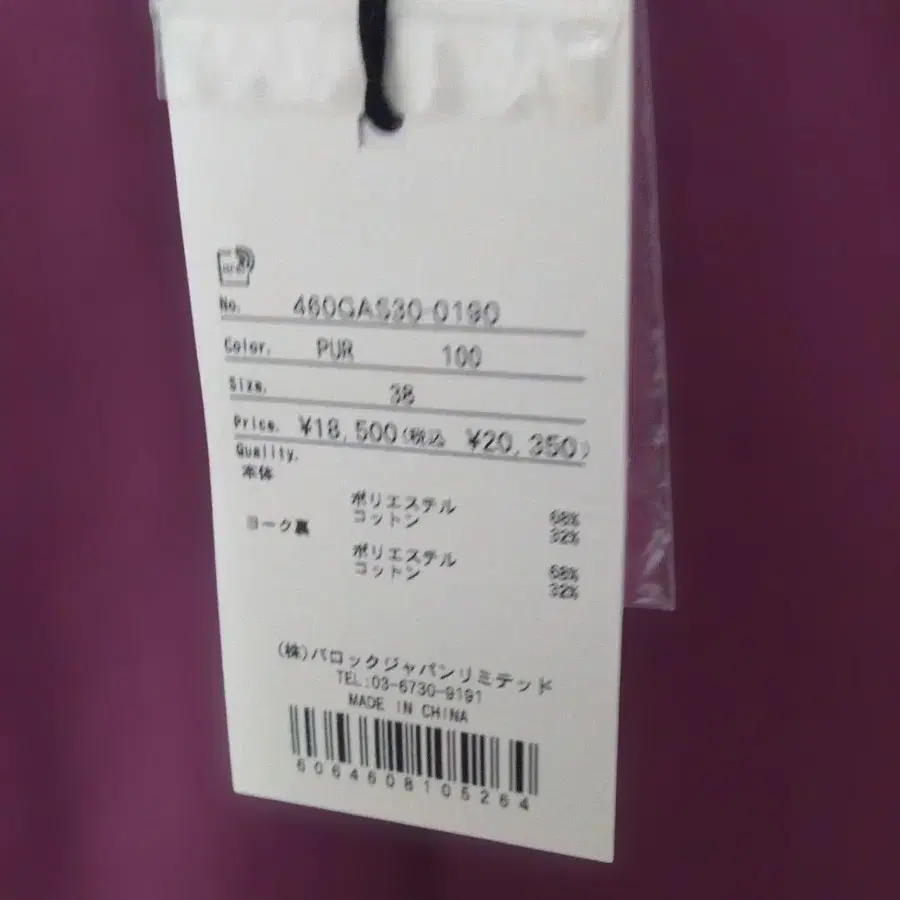 No. 460GAS30-0190
Color. PUR 100
Size. 38
Price. ¥18,500(税込 ¥20,350)
Quality.
本体
ポリエステル 68%
コットン 32%
ヨーク裏
ポリエステル 68%
コットン 32%
(株)バロックジャパンリミテッド
TEL:03-6730-9191
MADE IN CHINA
6064608105264